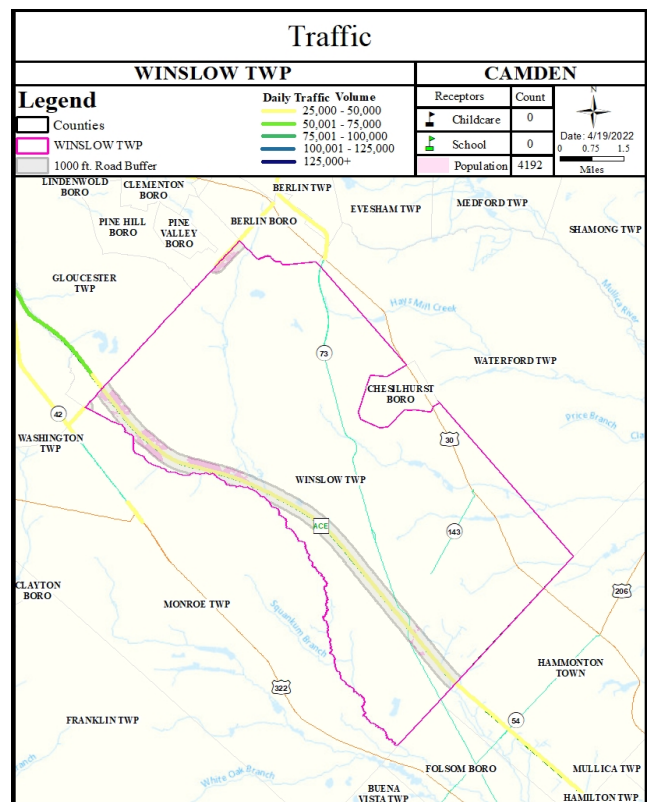 Traffic
WINSLOW TWP
CAMDEN
Legend
Counties
WINSLOW TWP
1000 ft. Road Buffer
Daily Traffic Volume
25,000 - 50,000
50,001 - 75,000
75,001 - 100,000
100,001 - 125,000
125,000+
Receptors Count
Childcare 0
School 0
Population 4192
N
Date: 4/19/2022
0 0.75 1.5
Miles
LINDENWOLD
BORO
CLEMENTON
BORO
BERLIN TWP
EVESHAM TWP
MEDFORD TWP
PINE HILL
BORO
PINE
VALLEY
BORO
BERLIN BORO
SHAMONG TWP
GLOUCESTER
TWP
Mullica River
Hays Mill Creek
73
WATERFORD TWP
CHESILHURST
BORO
42
WASHINGTON
TWP
Price Branch
30
Cla
WINSLOW TWP
ACE
143
CLAYTON
BORO
MONROE TWP
206
Squankum
Branch
HAMMONTON
TOWN
322
54
FRANKLIN TWP
anch
White Oak Branch
FOLSOM BORO
MULLICA TWP
BUENA
VISTA TWP
HAMILTON TWP